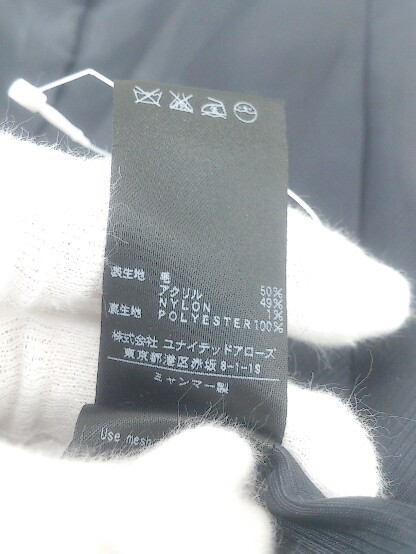 表生地 毛 50%
アクリル 49%
NYLON 1%
裏生地 POLYESTER 100%
株式会社 ユナイテッドアローズ
東京都港区赤坂8-1-19
ミャンマー製
Use mesh